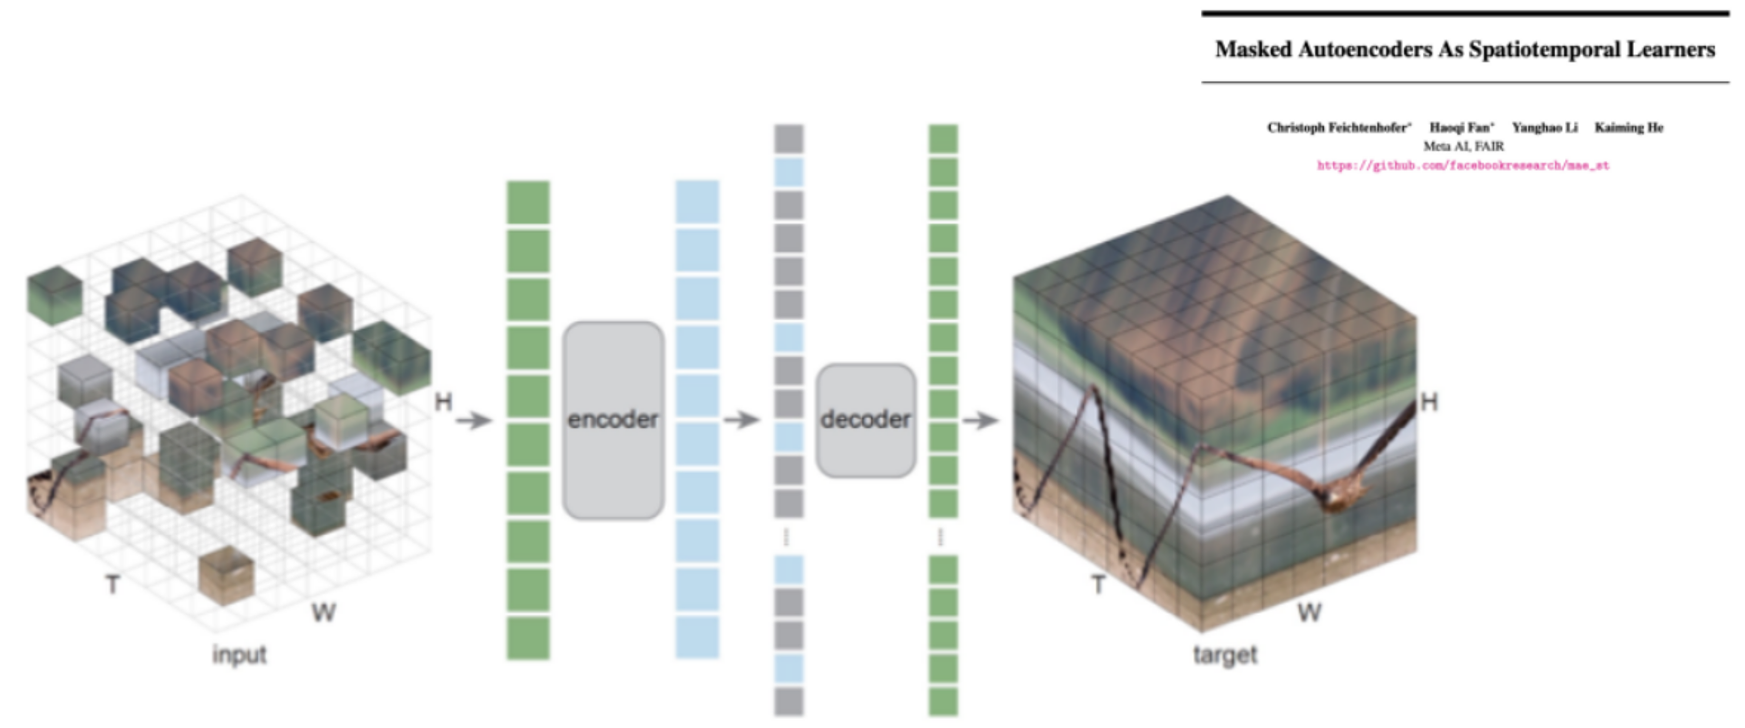 Masked Autoencoders As Spatiotemporal Learners
Christoph Feichtenhofer* Haoqi Fan* Yanghao Li Kaiming He
Meta AI, FAIR
https://github.com/facebookresearch/mae_st
H
encoder
decoder
H
T
W
input
T
W
target